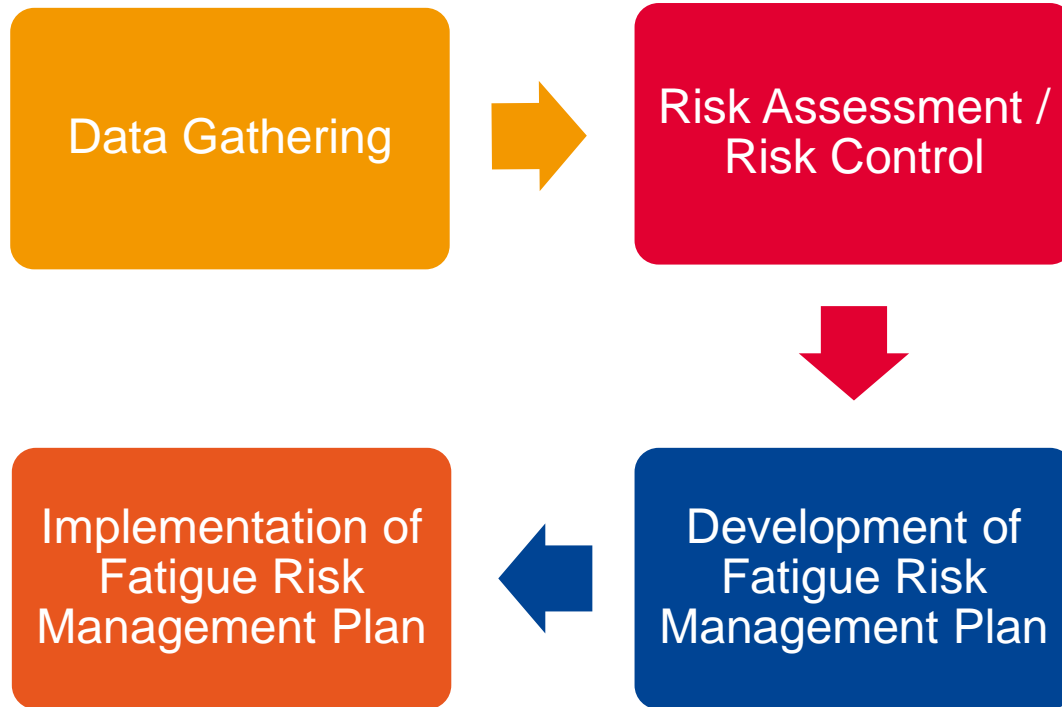 Data Gathering
Risk Assessment /
Risk Control
Development of
Fatigue Risk
Management Plan
Implementation of
Fatigue Risk
Management Plan